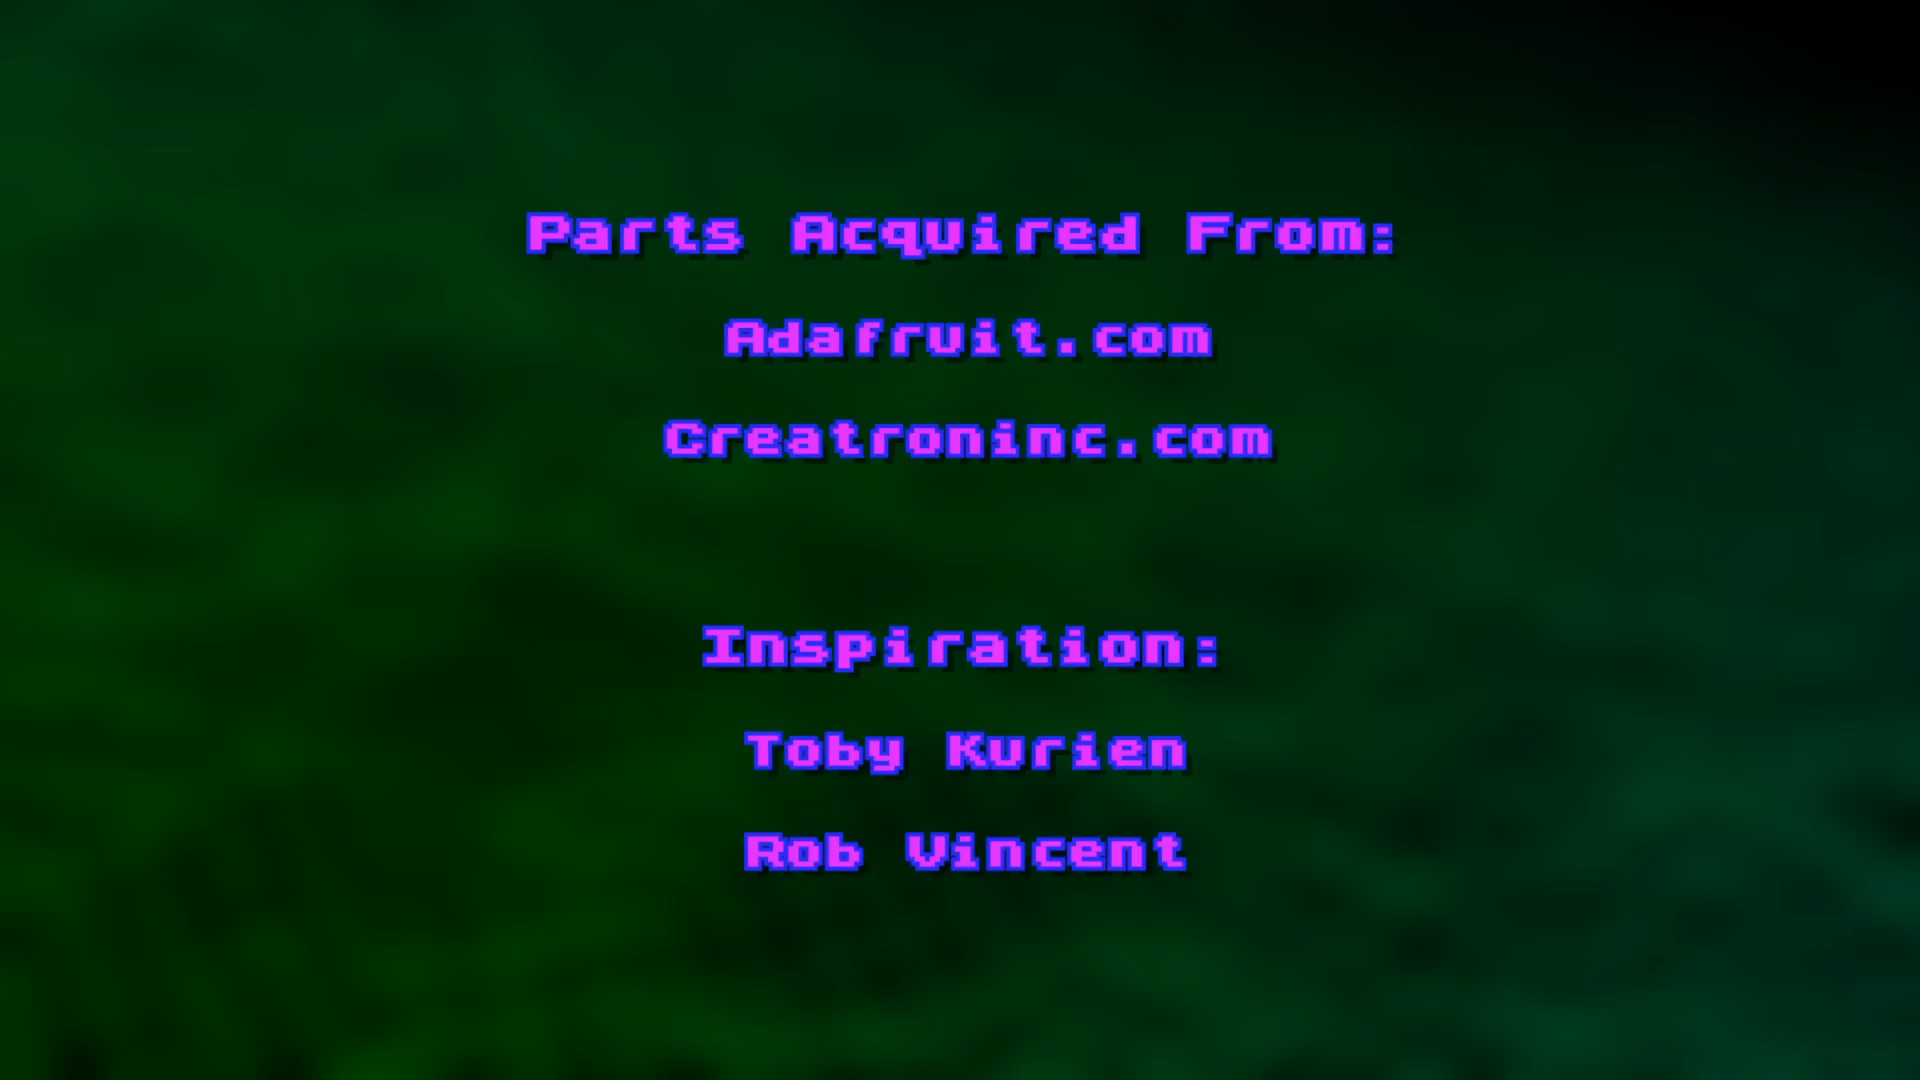 Parts Acquired From:
Adafruit.com
Creatroninc.com
Inspiration:
Toby Kurien
Rob Vincent